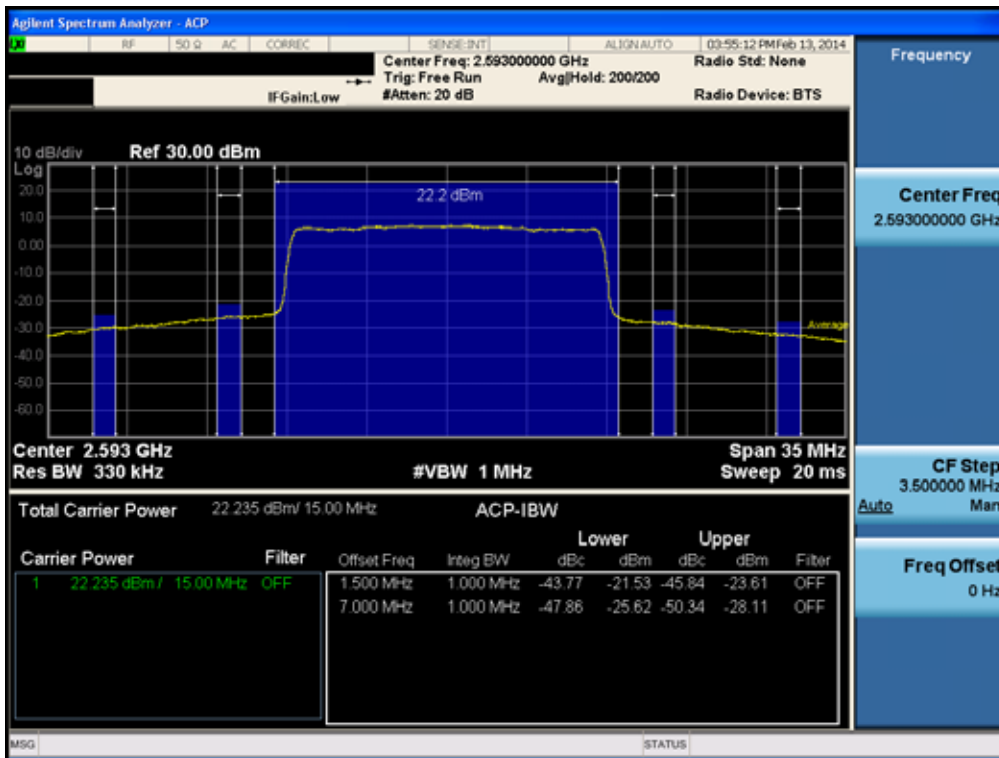 Agilent Spectrum Analyzer - ACP
LXI RF 50 Ω AC CORREC SENSE:INT ALIGN AUTO 03:55:12 PM Feb 13, 2014
Center Freq: 2.593000000 GHz Radio Std: None
Trig: Free Run Avg|Hold: 200/200
IFGain:Low #Atten: 20 dB Radio Device: BTS
10 dB/div Ref 30.00 dBm
Log
20.0
22.2 dBm
10.0
0.00
-10.0
-20.0
-30.0
Average
-40.0
-50.0
-60.0
Center 2.593 GHz Span 35 MHz
Res BW 330 kHz #VBW 1 MHz Sweep 20 ms
Total Carrier Power 22.235 dBm/ 15.00 MHz ACP-IBW
Lower Upper
Carrier Power Filter Offset Freq Integ BW dBc dBm dBc dBm Filter
1 22.235 dBm / 15.00 MHz OFF 1.500 MHz 1.000 MHz -43.77 -21.53 -45.84 -23.61 OFF
7.000 MHz 1.000 MHz -47.86 -25.62 -50.34 -28.11 OFF
Frequency
Center Freq
2.593000000 GHz
CF Step
3.500000 MHz
Auto Man
Freq Offset
0 Hz
MSG STATUS